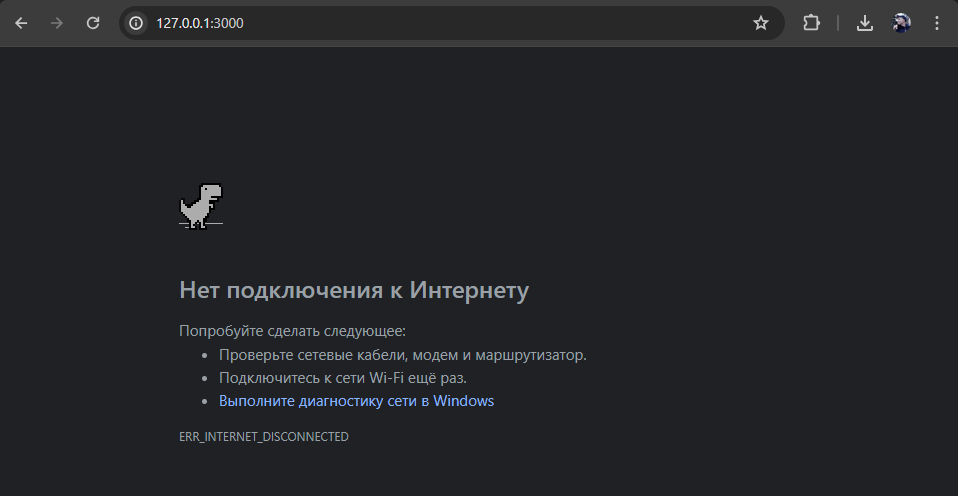 127.0.0.1:3000
Нет подключения к Интернету
Попробуйте сделать следующее:
Проверьте сетевые кабели, модем и маршрутизатор.
Подключитесь к сети Wi-Fi ещё раз.
Выполните диагностику сети в Windows
ERR_INTERNET_DISCONNECTED